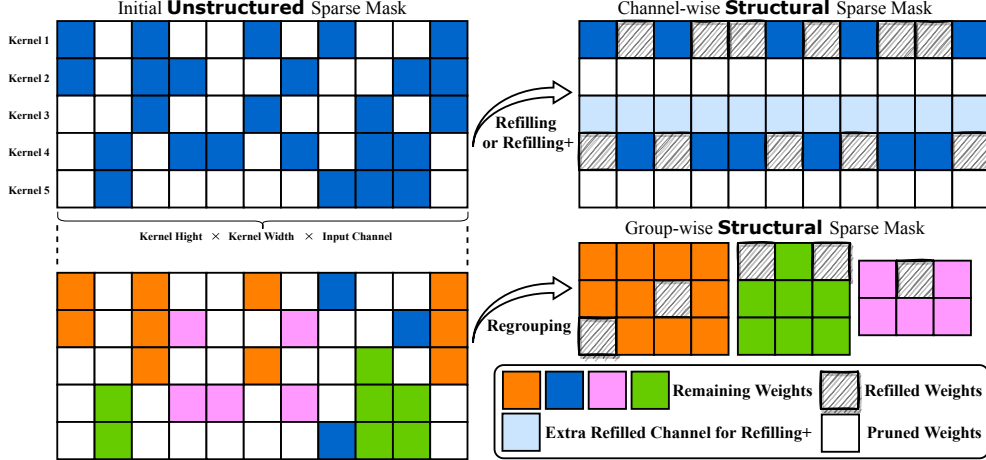 Initial Unstructured Sparse Mask
Kernel 1
Kernel 2
Kernel 3
Kernel 4
Kernel 5
Kernel Hight × Kernel Width × Input Channel
Refilling
or Refilling+
Channel-wise Structural Sparse Mask
Regrouping
Group-wise Structural Sparse Mask
Remaining Weights
Refilled Weights
Extra Refilled Channel for Refilling+
Pruned Weights